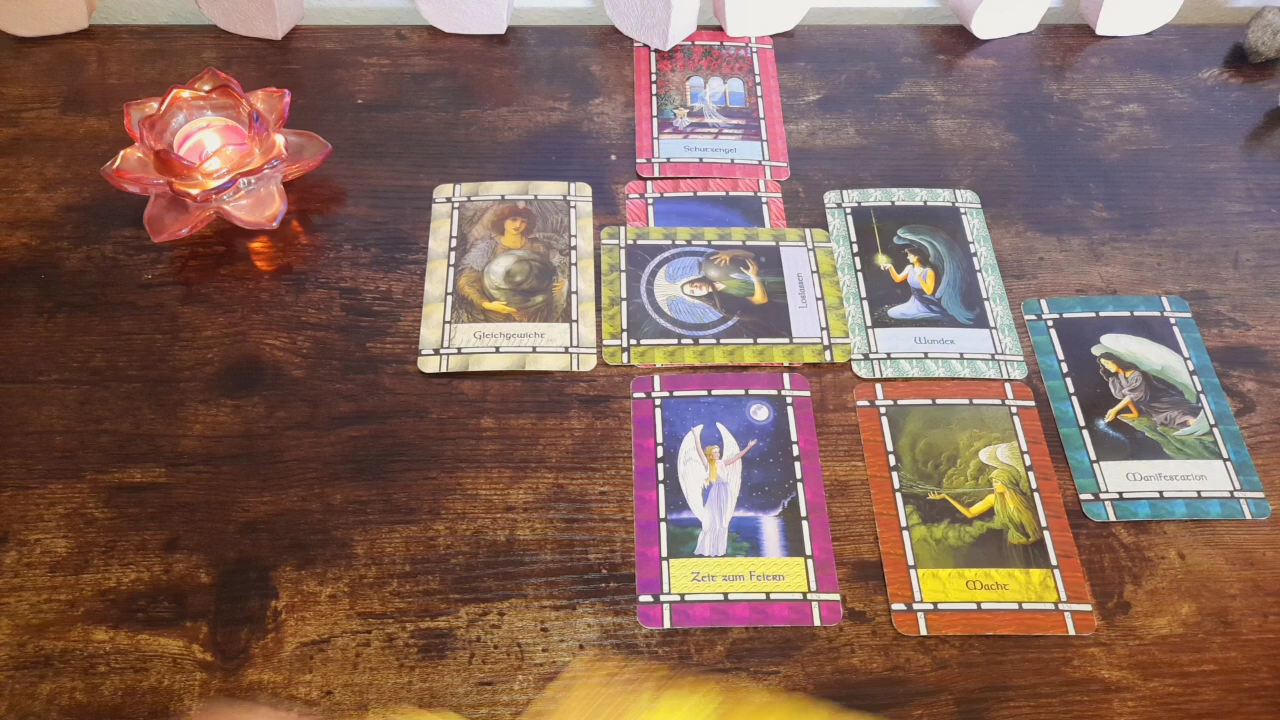 Schutzengel
Gleichgewicht
Loslassen
Wunder
Manifestation
Zeit zum Feiern
Macht